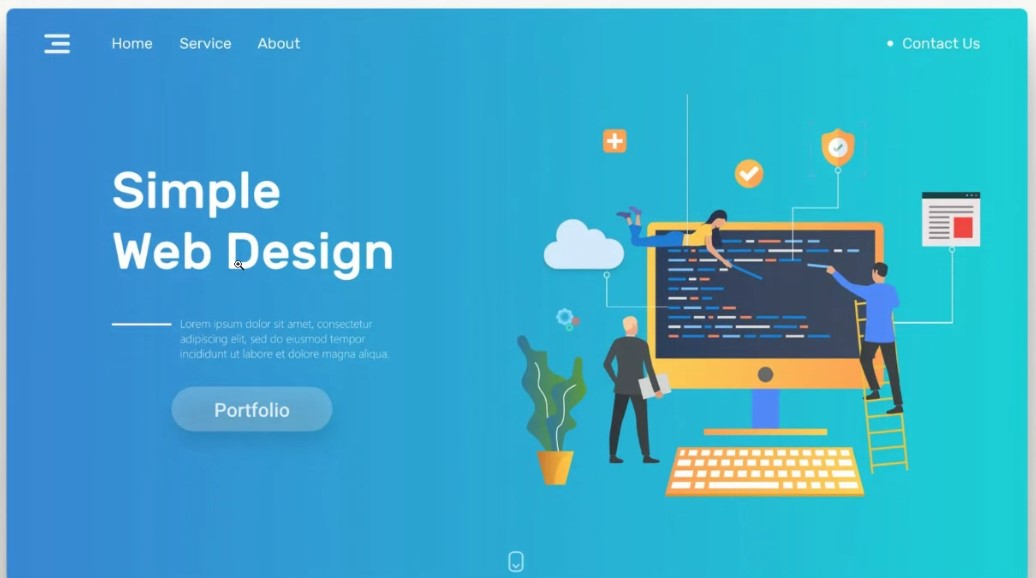 Home Service About
Contact Us
Simple
Web Design
Lorem ipsum dolor sit amet, consectetur
adipiscing elit, sed do eiusmod tempor
incididunt ut labore et dolore magna aliqua.
Portfolio